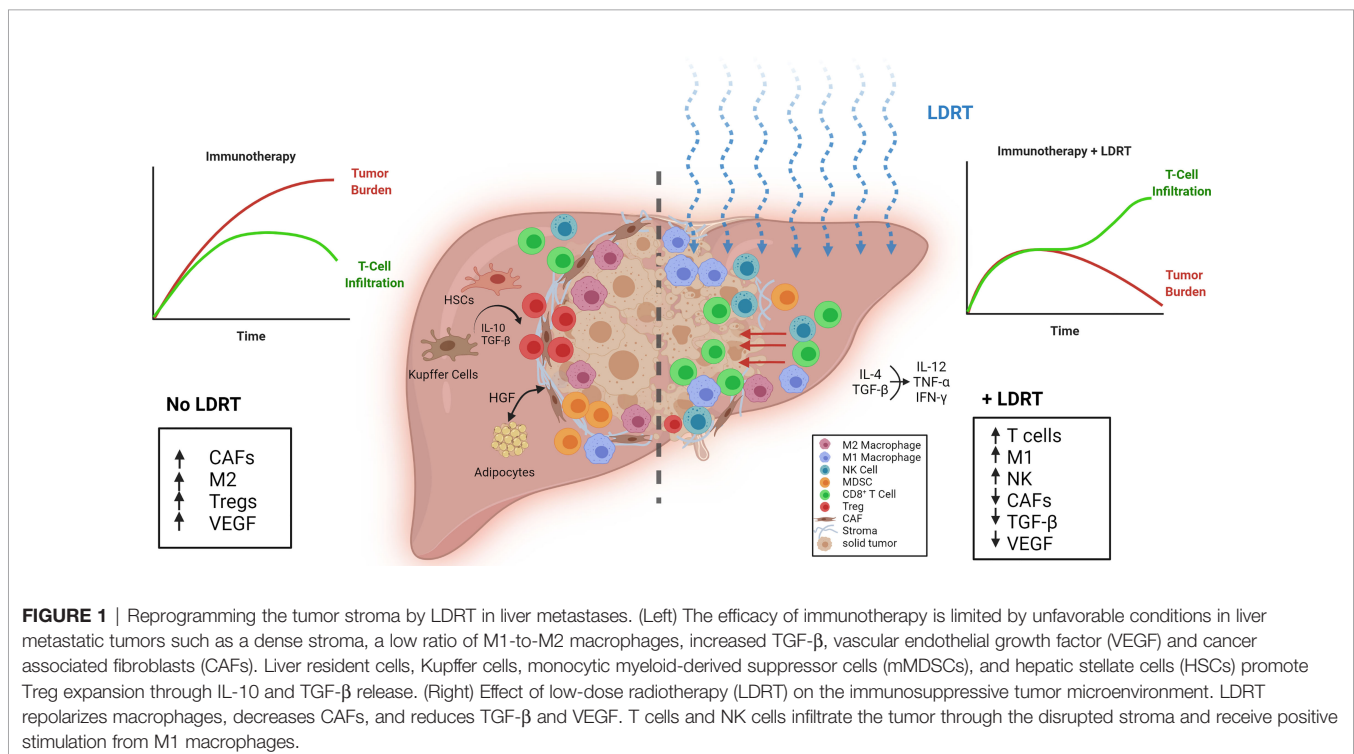 LDRT
Immunotherapy
Tumor
Burden
T-Cell
Infiltration
Time
Immunotherapy + LDRT
T-Cell
Infiltration
Tumor
Burden
Time
HSCs
IL-10
TGF-β
Kupffer Cells
HGF
Adipocytes
IL-4
TGF-β
IL-12
TNF-α
IFN-γ
No LDRT
CAFs
M2
Tregs
VEGF
M2 Macrophage
M1 Macrophage
NK Cell
MDSC
CD8⁺ T Cell
Treg
CAF
Stroma
solid tumor
+ LDRT
T cells
M1
NK
CAFs
TGF-β
VEGF
FIGURE 1 | Reprogramming the tumor stroma by LDRT in liver metastases. (Left) The efficacy of immunotherapy is limited by unfavorable conditions in liver
metastatic tumors such as a dense stroma, a low ratio of M1-to-M2 macrophages, increased TGF-β, vascular endothelial growth factor (VEGF) and cancer
associated fibroblasts (CAFs). Liver resident cells, Kupffer cells, monocytic myeloid-derived suppressor cells (mMDSCs), and hepatic stellate cells (HSCs) promote
Treg expansion through IL-10 and TGF-β release. (Right) Effect of low-dose radiotherapy (LDRT) on the immunosuppressive tumor microenvironment. LDRT
repolarizes macrophages, decreases CAFs, and reduces TGF-β and VEGF. T cells and NK cells infiltrate the tumor through the disrupted stroma and receive positive
stimulation from M1 macrophages.